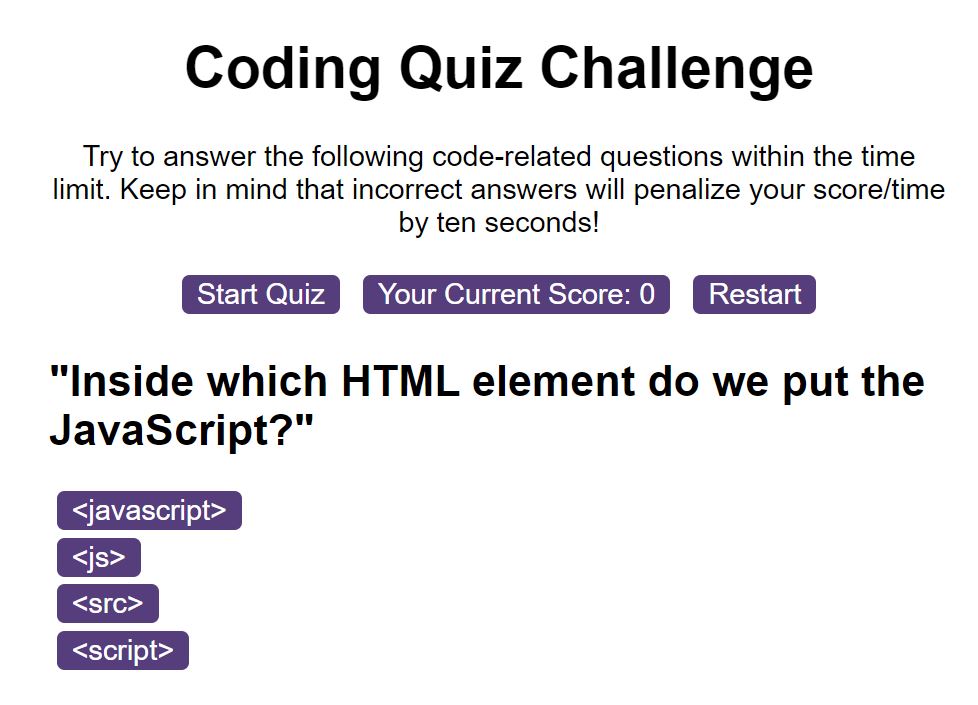 Coding Quiz Challenge
Try to answer the following code-related questions within the time
limit. Keep in mind that incorrect answers will penalize your score/time
by ten seconds!
Start Quiz Your Current Score: 0 Restart
"Inside which HTML element do we put the
JavaScript?"
<javascript>
<js>
<src>
<script>